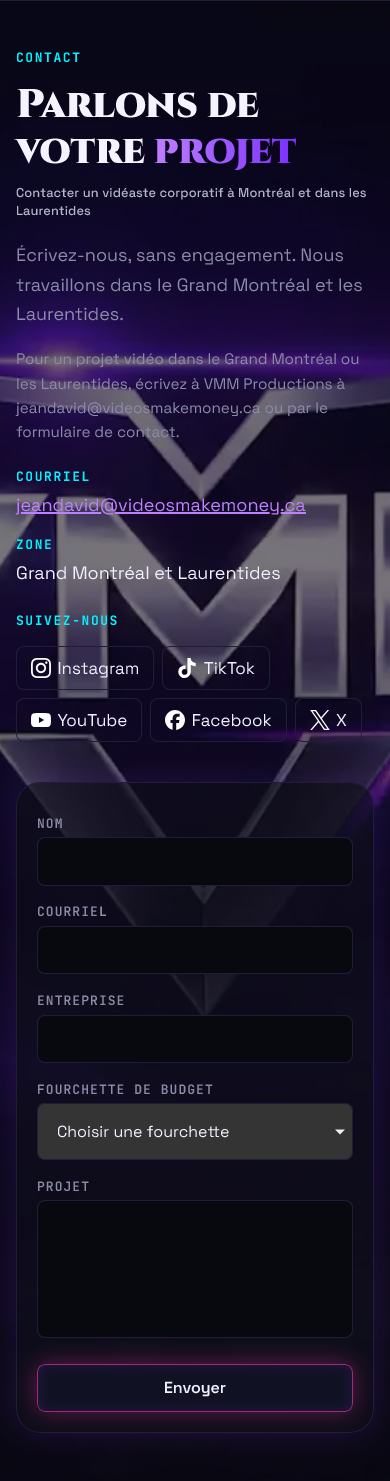 CONTACT
Parlons de
votre projet
Contacter un vidéaste corporatif à Montréal et dans les
Laurentides
Écrivez-nous, sans engagement. Nous
travaillons dans le Grand Montréal et les
Laurentides.
Pour un projet vidéo dans le Grand Montréal ou
les Laurentides, écrivez à VMM Productions à
jeandavid@videosmakemoney.ca ou par le
formulaire de contact.
COURRIEL
jeandavid@videosmakemoney.ca
ZONE
Grand Montréal et Laurentides
SUIVEZ-NOUS
Instagram
TikTok
YouTube
Facebook
X
NOM
COURRIEL
ENTREPRISE
FOURCHETTE DE BUDGET
Choisir une fourchette
PROJET
Envoyer